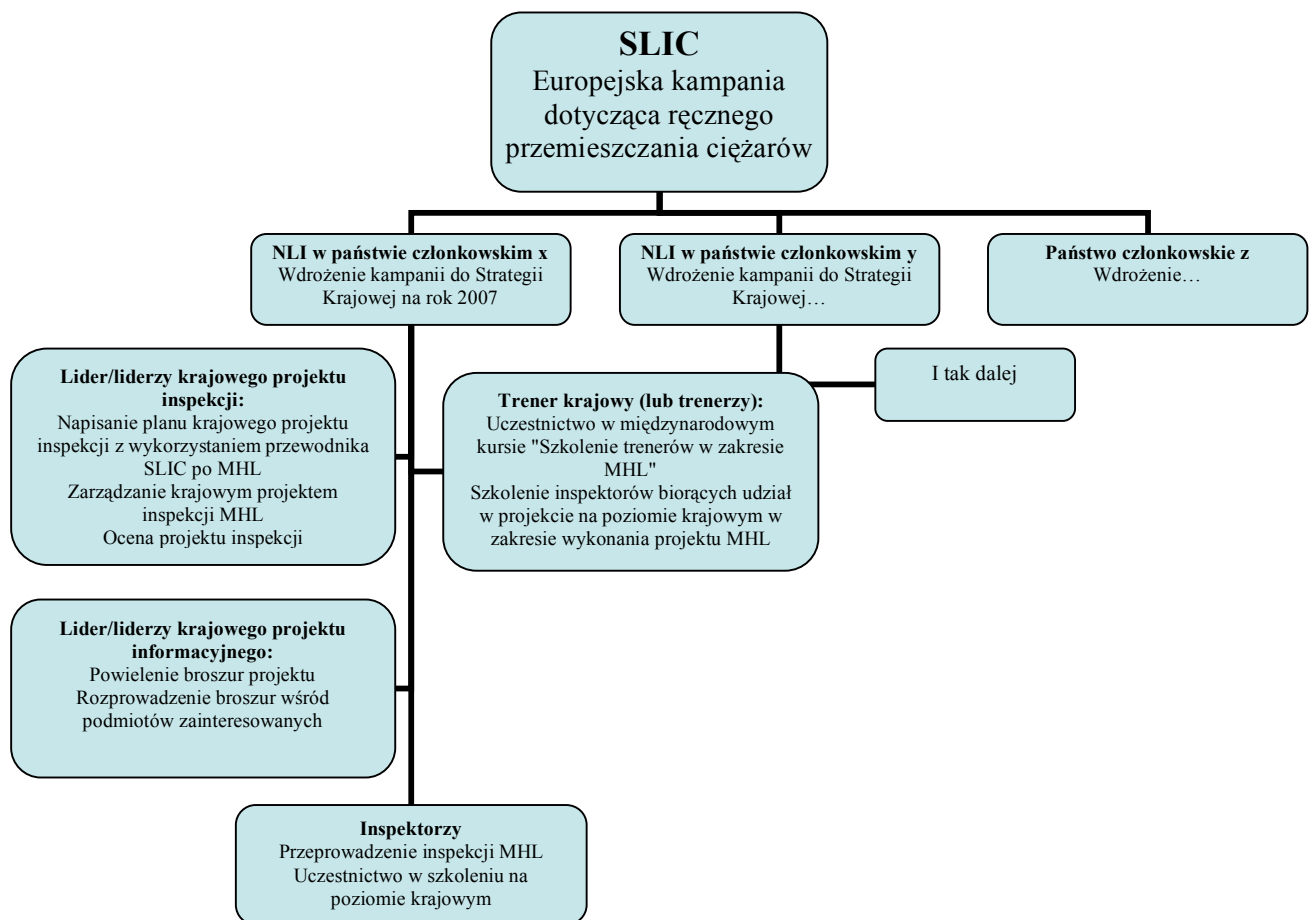 SLIC
Europejska kampania
dotycząca ręcznego
przemieszczania ciężarów
NLI w państwie członkowskim x
Wdrożenie kampanii do Strategii
Krajowej na rok 2007
NLI w państwie członkowskim y
Wdrożenie kampanii do Strategii
Krajowej…
Państwo członkowskie z
Wdrożenie…
Lider/liderzy krajowego projektu
inspekcji:
Napisanie planu krajowego projektu
inspekcji z wykorzystaniem przewodnika
SLIC po MHL
Zarządzanie krajowym projektem
inspekcji MHL
Ocena projektu inspekcji
Trener krajowy (lub trenerzy):
Uczestnictwo w międzynarodowym
kursie "Szkolenie trenerów w zakresie
MHL"
Szkolenie inspektorów biorących udział
w projekcie na poziomie krajowym w
zakresie wykonania projektu MHL
I tak dalej
Lider/liderzy krajowego projektu
informacyjnego:
Powielenie broszur projektu
Rozprowadzenie broszur wśród
podmiotów zainteresowanych
Inspektorzy
Przeprowadzenie inspekcji MHL
Uczestnictwo w szkoleniu na
poziomie krajowym